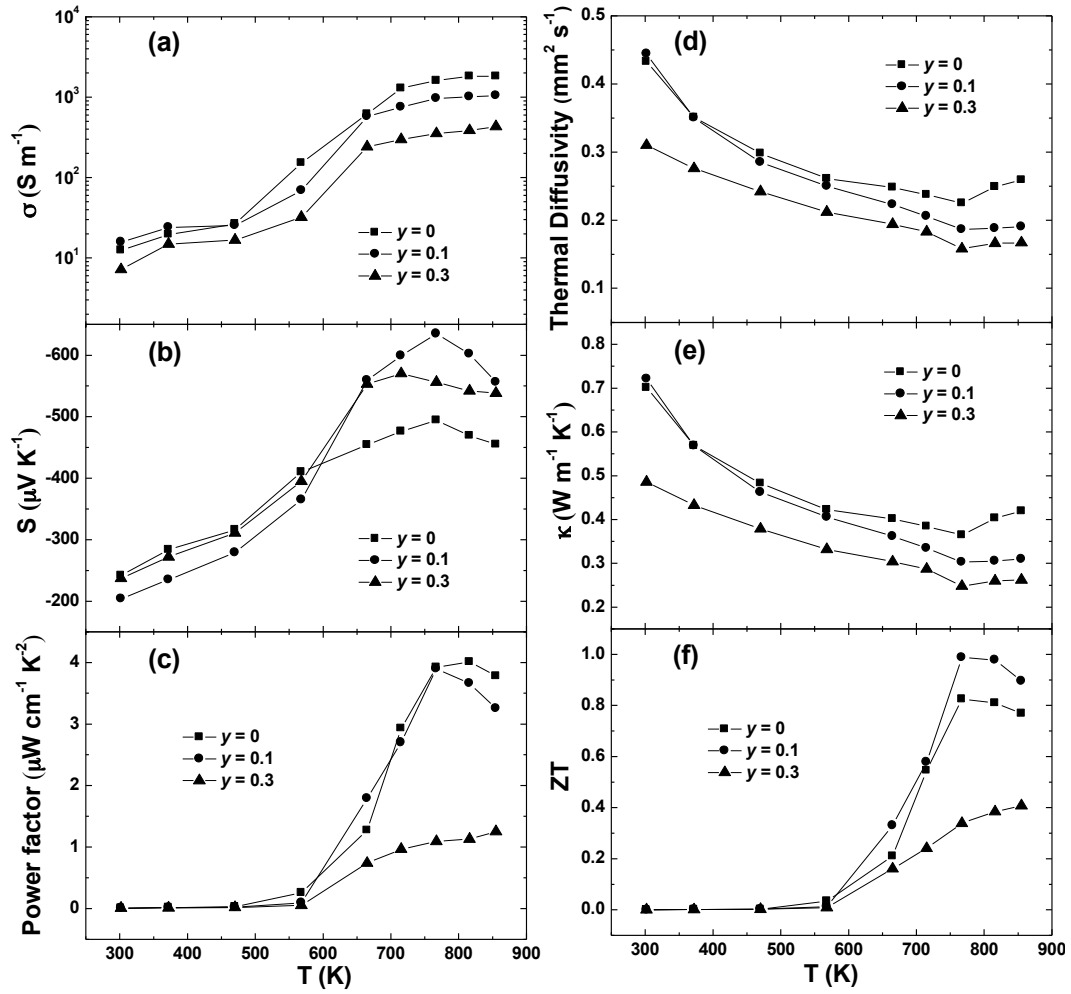 (a)
σ (S m⁻¹)
10⁴
10³
10²
10¹
y = 0
y = 0.1
y = 0.3
(b)
S (μV K⁻¹)
-600
-500
-400
-300
-200
y = 0
y = 0.1
y = 0.3
(c)
Power factor (μW cm⁻¹ K⁻²)
4
3
2
1
0
y = 0
y = 0.1
y = 0.3
300 400 500 600 700 800 900
T (K)
(d)
Thermal Diffusivity (mm² s⁻¹)
0.5
0.4
0.3
0.2
0.1
y = 0
y = 0.1
y = 0.3
(e)
κ (W m⁻¹ K⁻¹)
0.8
0.7
0.6
0.5
0.4
0.3
0.2
y = 0
y = 0.1
y = 0.3
(f)
ZT
1.0
0.8
0.6
0.4
0.2
0.0
y = 0
y = 0.1
y = 0.3
300 400 500 600 700 800 900
T (K)